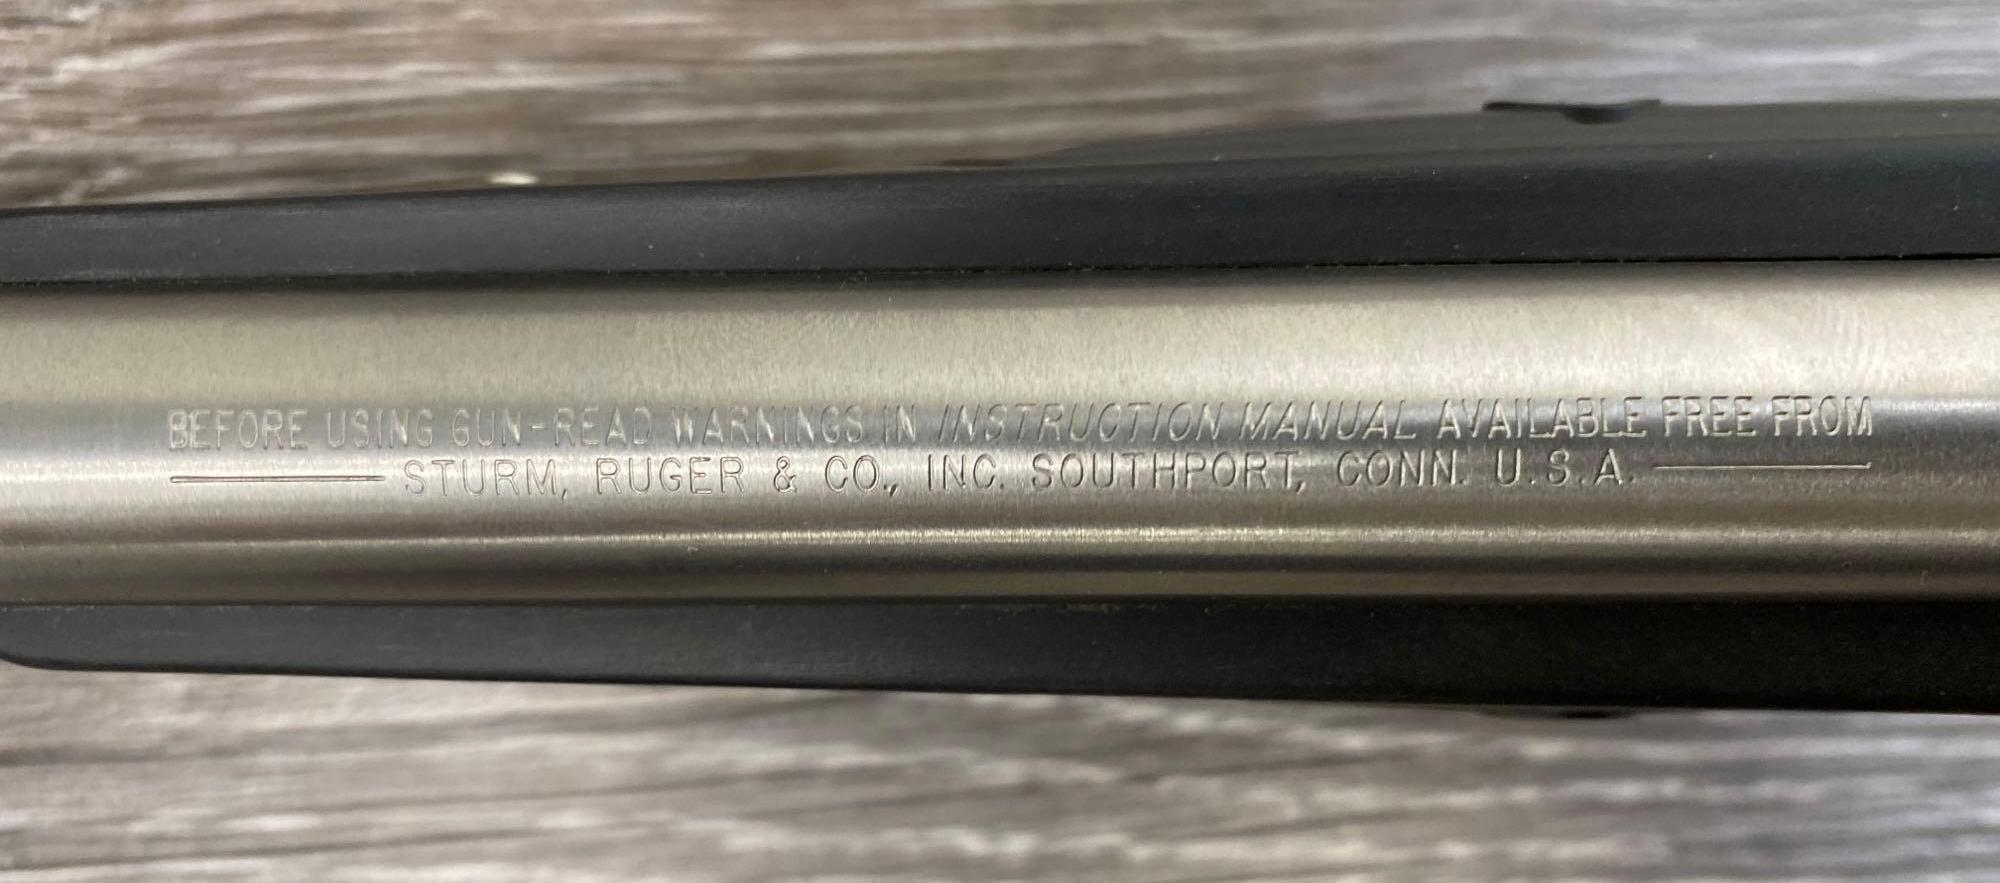 BEFORE USING GUN-READ WARNINGS IN INSTRUCTION MANUAL AVAILABLE FREE FROM
STURM, RUGER & CO., INC. SOUTHPORT, CONN. U.S.A.